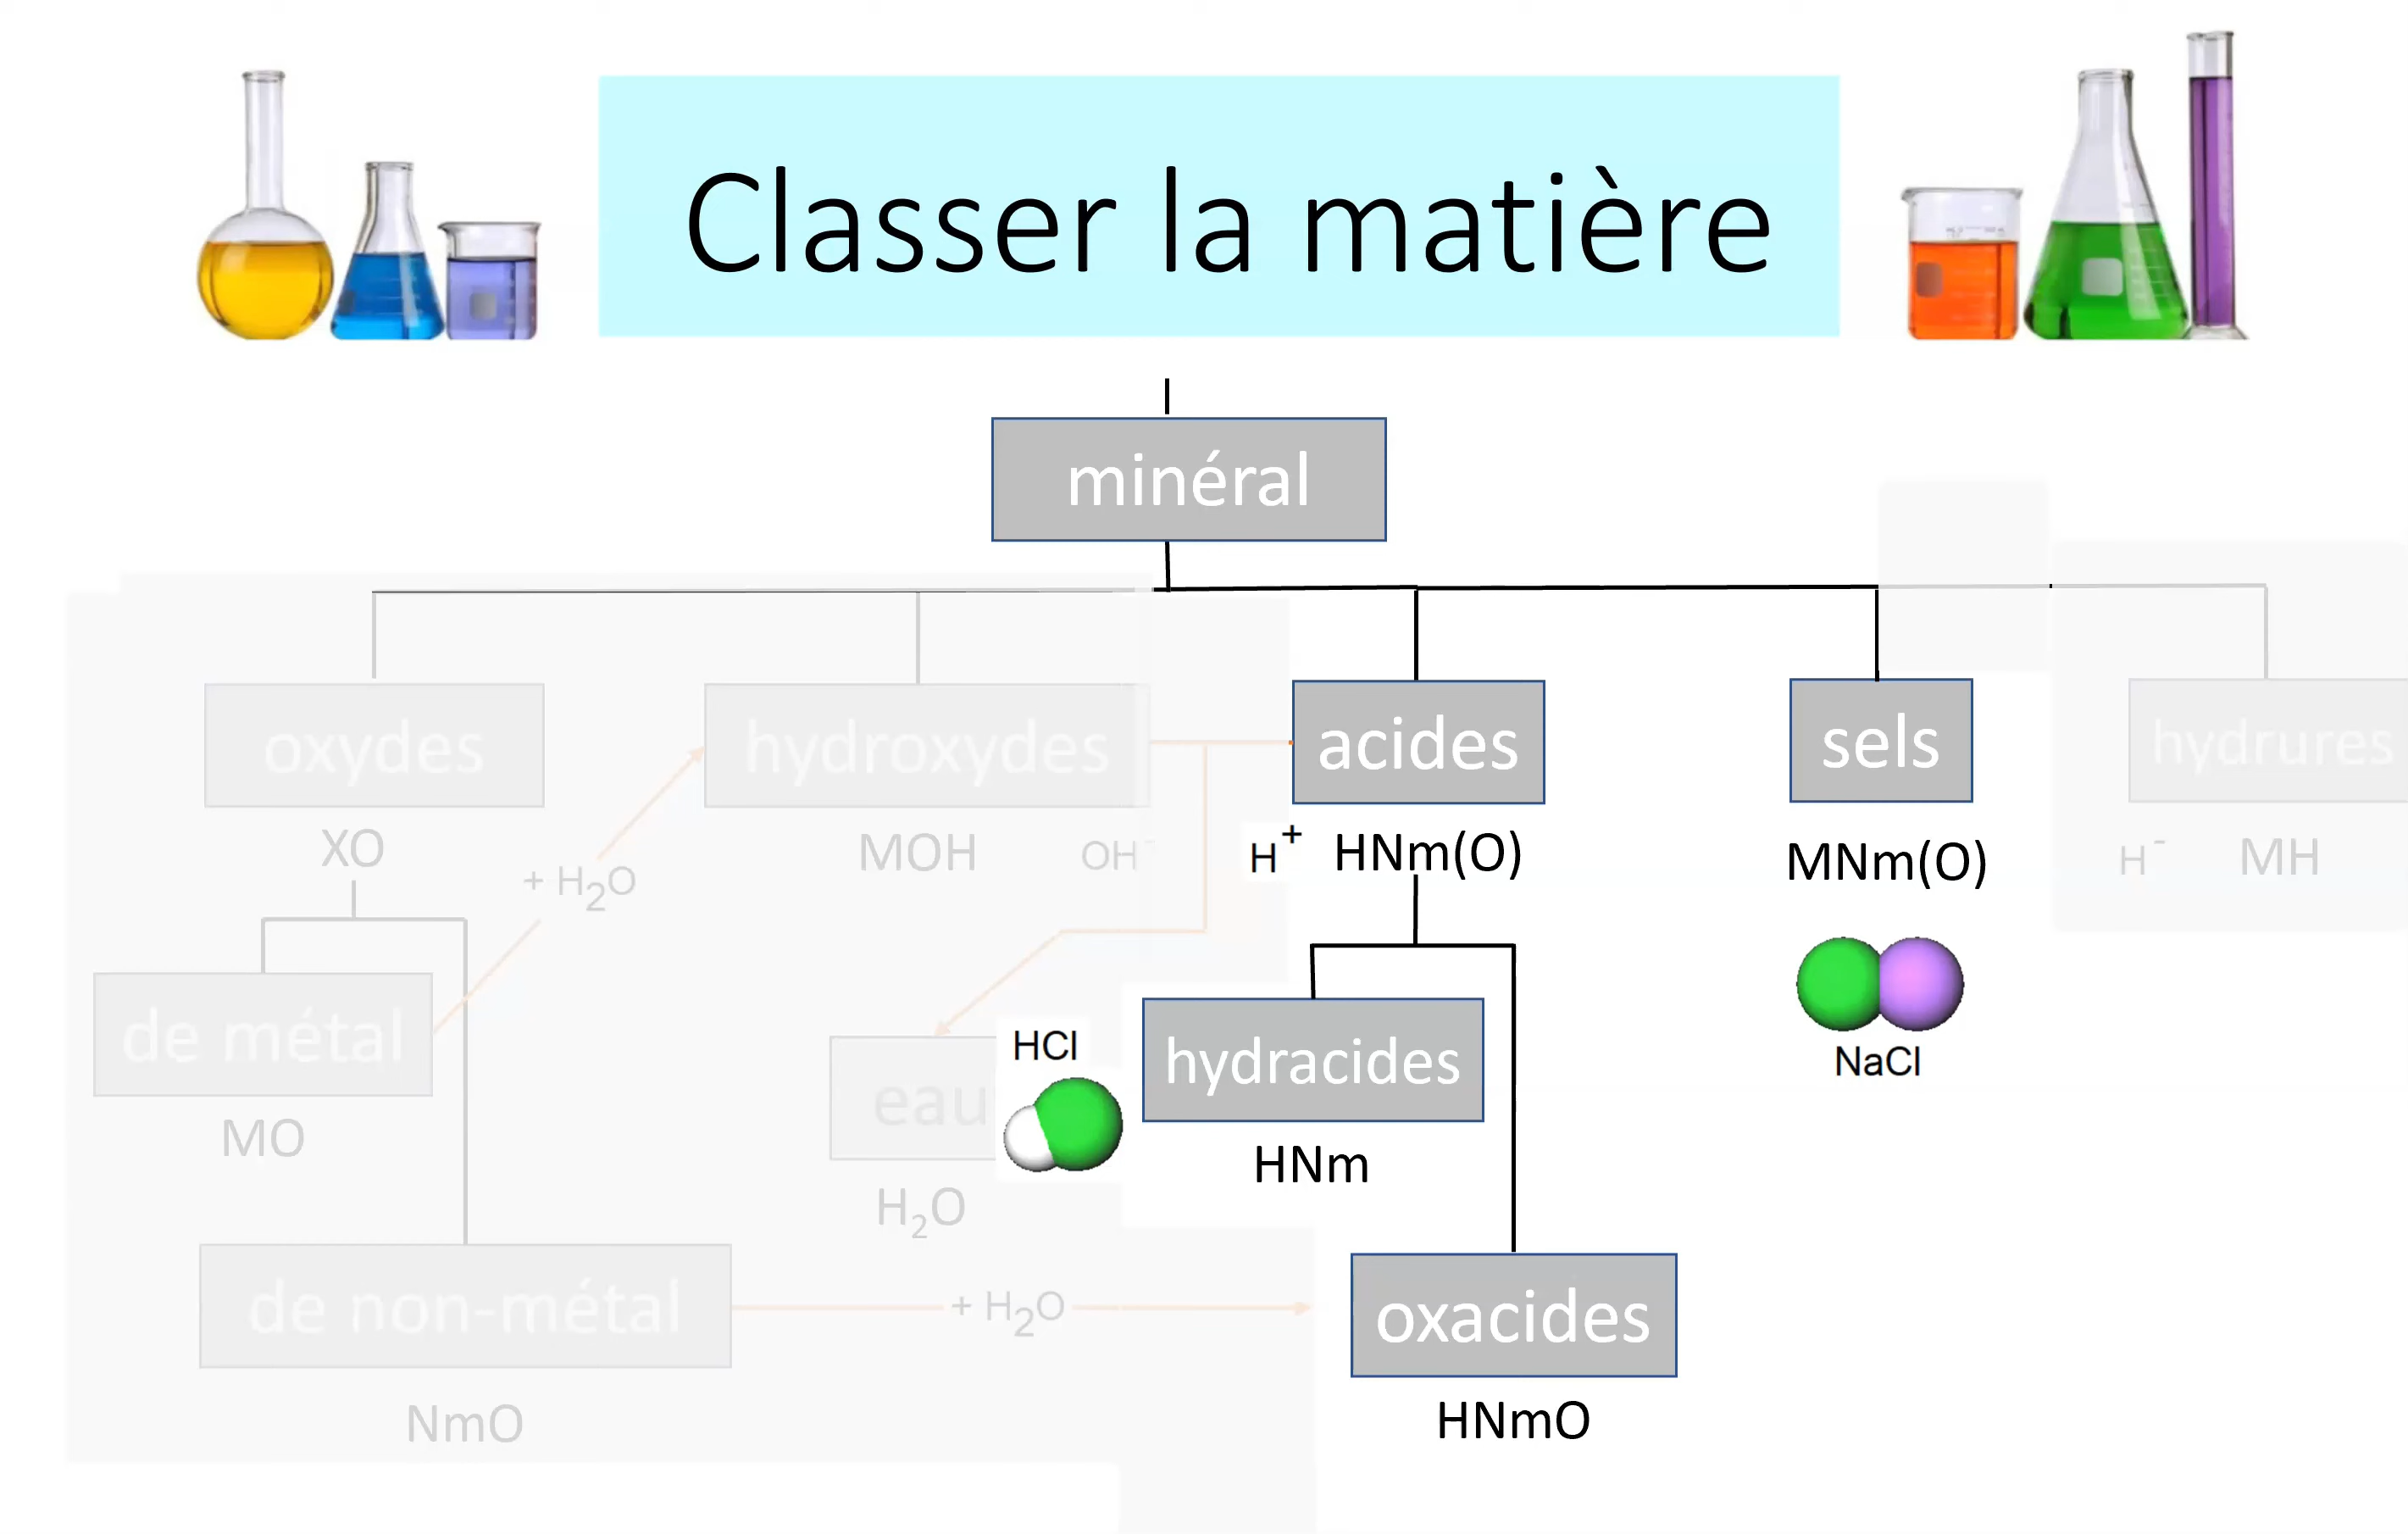 Classer la matière
minéral
oxydes
hydroxydes
acides
sels
hydrures
XO
MOH
OH⁻
H⁺
HNm(O)
MNm(O)
H⁻
MH
+ H₂O
de métal
MO
eau
H₂O
HCl
hydracides
HNm
NaCl
de non-métal
+ H₂O
oxacides
NmO
HNmO